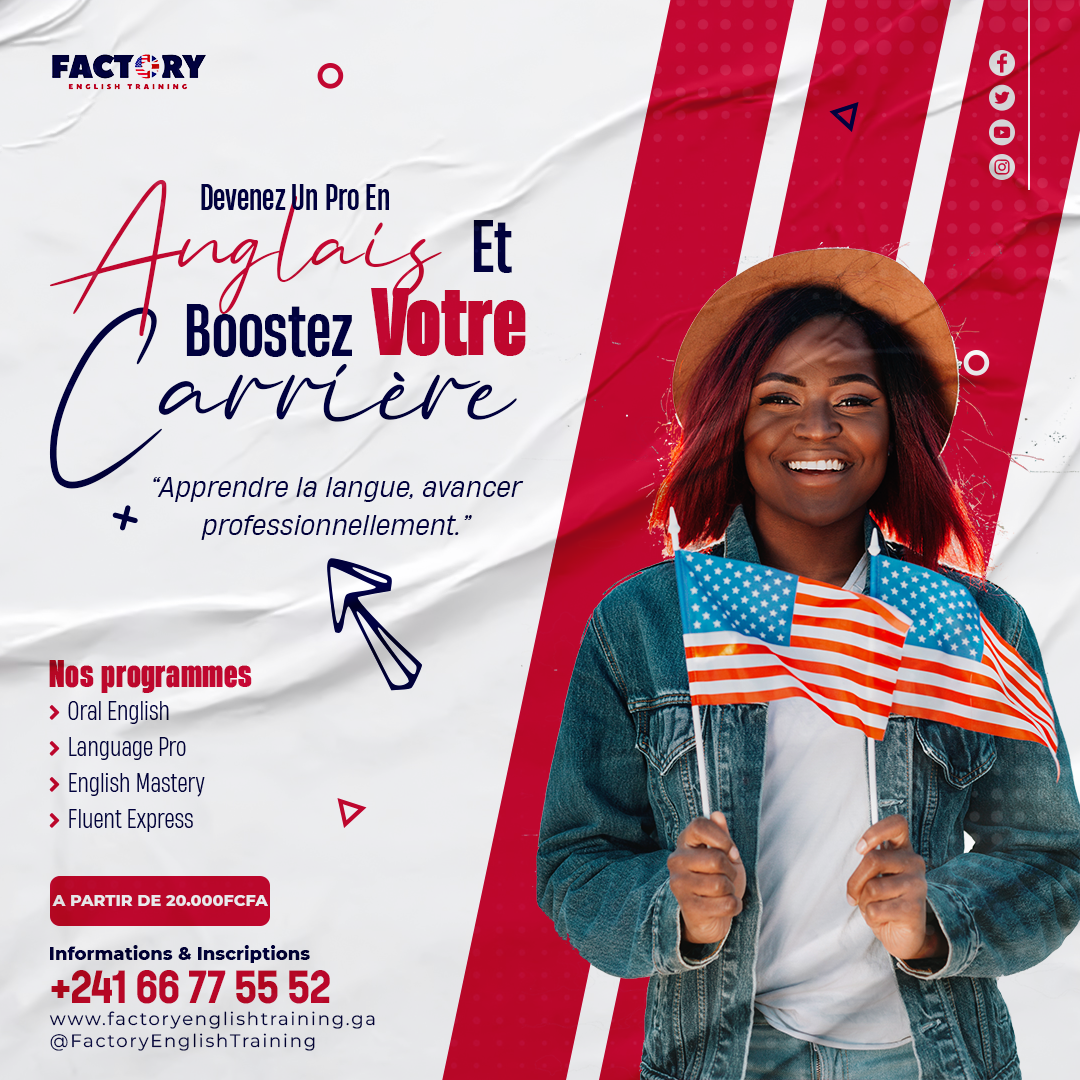 FACTORY
ENGLISH TRAINING
Devenez Un Pro En
Anglais Et
Boostez Votre
Carrière
“Apprendre la langue, avancer
professionnellement.”
Nos programmes
Oral English
Language Pro
English Mastery
Fluent Express
A PARTIR DE 20.000FCFA
Informations & Inscriptions
+241 66 77 55 52
www.factoryenglishtraining.ga
@FactoryEnglishTraining